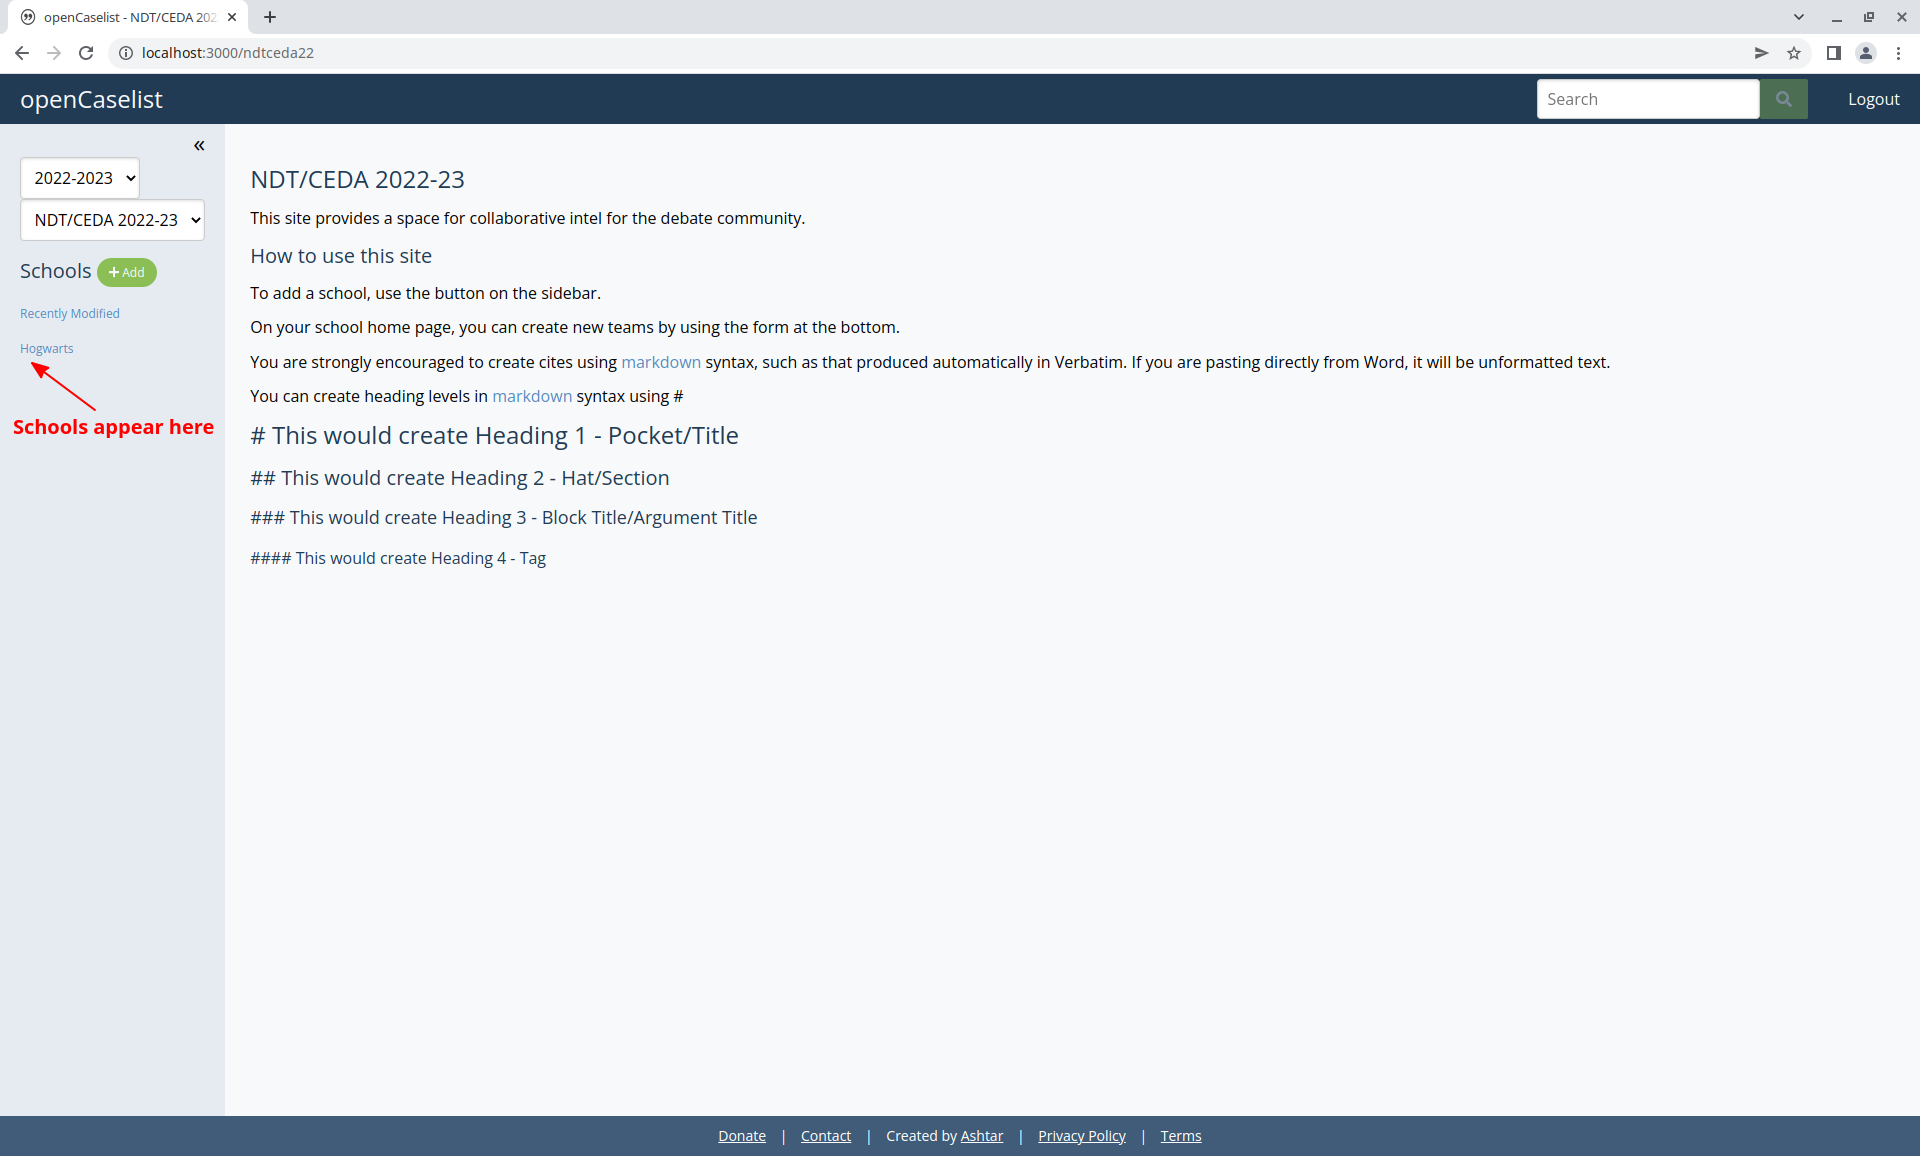 openCaselist - NDT/CEDA 202
localhost:3000/ndtceda22
openCaselist
Search
Logout
«
2022-2023
NDT/CEDA 2022-23
Schools
+ Add
Recently Modified
Hogwarts
Schools appear here
NDT/CEDA 2022-23
This site provides a space for collaborative intel for the debate community.
How to use this site
To add a school, use the button on the sidebar.
On your school home page, you can create new teams by using the form at the bottom.
You are strongly encouraged to create cites using markdown syntax, such as that produced automatically in Verbatim. If you are pasting directly from Word, it will be unformatted text.
You can create heading levels in markdown syntax using #
# This would create Heading 1 - Pocket/Title
## This would create Heading 2 - Hat/Section
### This would create Heading 3 - Block Title/Argument Title
#### This would create Heading 4 - Tag
Donate | Contact | Created by Ashtar | Privacy Policy | Terms